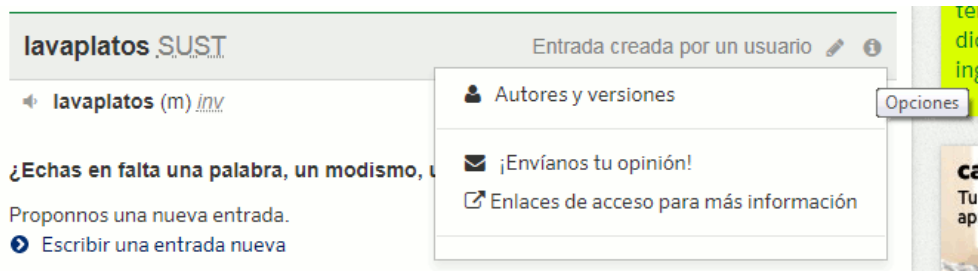 lavaplatos SUST
Entrada creada por un usuario
lavaplatos (m) inv
Autores y versiones
Opciones
¿Echas en falta una palabra, un modismo,
¡Envíanos tu opinión!
Enlaces de acceso para más información
Proponnos una nueva entrada.
Escribir una entrada nueva
Tu